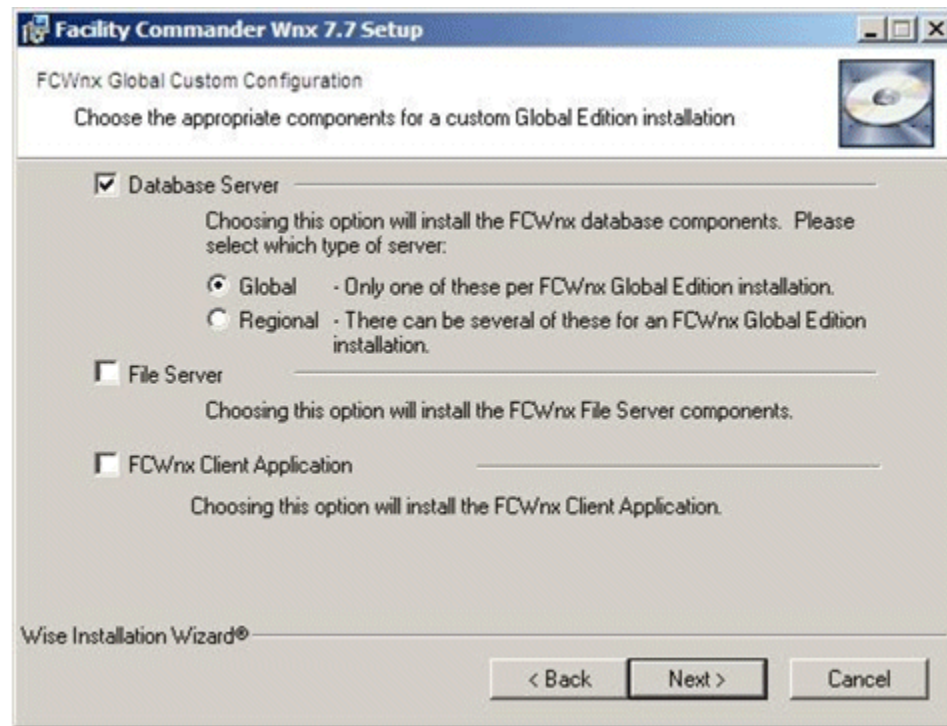 Facility Commander Wnx 7.7 Setup
FCWnx Global Custom Configuration
Choose the appropriate components for a custom Global Edition installation
Database Server
Choosing this option will install the FCWnx database components.  Please
select which type of server:
Global - Only one of these per FCWnx Global Edition installation.
Regional - There can be several of these for an FCWnx Global Edition
installation.
File Server
Choosing this option will install the FCWnx File Server components.
FCWnx Client Application
Choosing this option will install the FCWnx Client Application.
Wise Installation Wizard®
< Back Next > Cancel